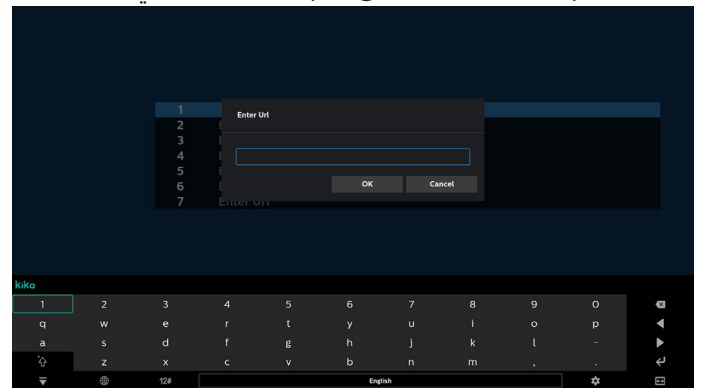 Enter Url
1
2
3
4
5
6
7 Enter Url
OK Cancel
kika
1 2 3 4 5 6 7 8 9 0
q w e r t y u i o p
a s d f g h j k l -
z x c v b n m , .
12# English